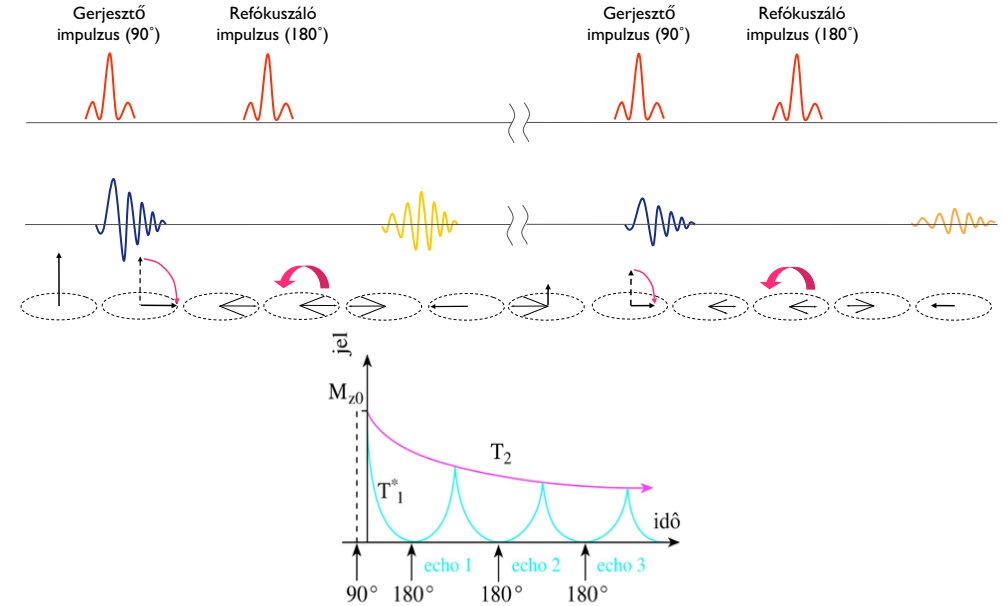 Gerjesztő
impulzus (90˚)
Refókuszáló
impulzus (180˚)
Gerjesztő
impulzus (90˚)
Refókuszáló
impulzus (180˚)
jel
M_z0
T_2
T^*_1
idô
echo 1
echo 2
echo 3
90°
180°
180°
180°